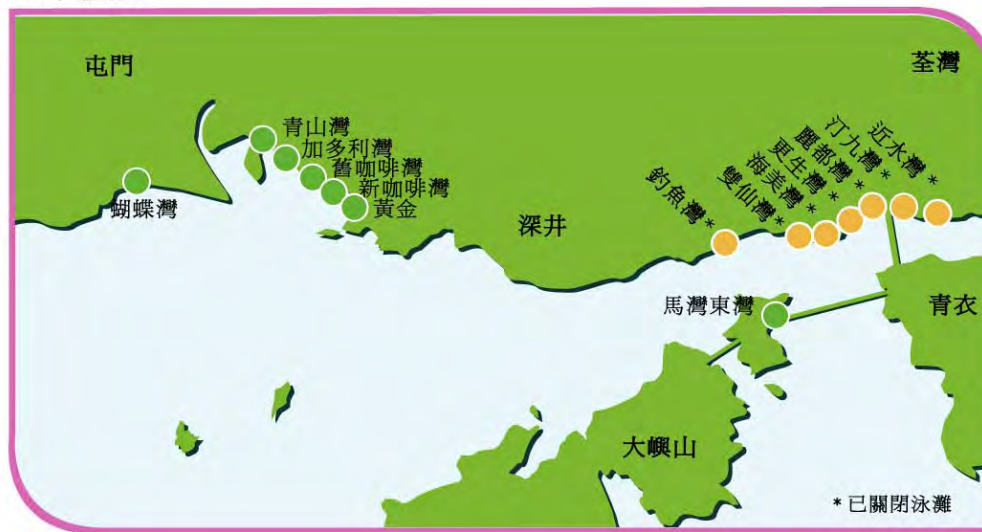 屯門
荃灣
青山灣
加多利灣
舊咖啡灣
新咖啡灣
黃金
蝴蝶灣
深井
釣魚灣*
雙仙灣*
海美灣*
更生灣*
麗都灣*
汀九灣*
近水灣*
馬灣東灣
青衣
大嶼山
*已關閉泳灘